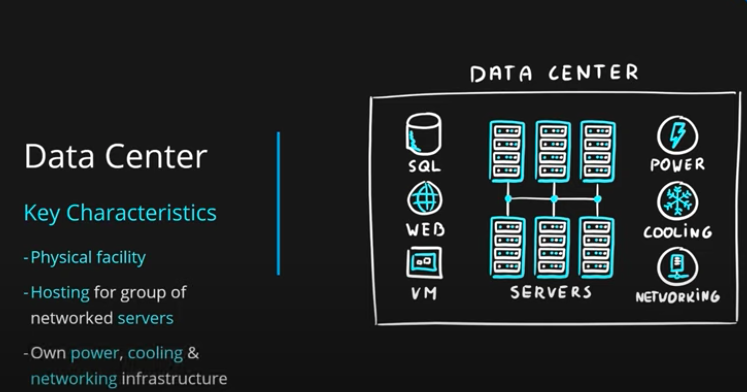 Data Center
Key Characteristics
-Physical facility
-Hosting for group of
networked servers
-Own power, cooling &
networking infrastructure
DATA CENTER
SQL
WEB
VM
SERVERS
POWER
COOLING
NETWORKING